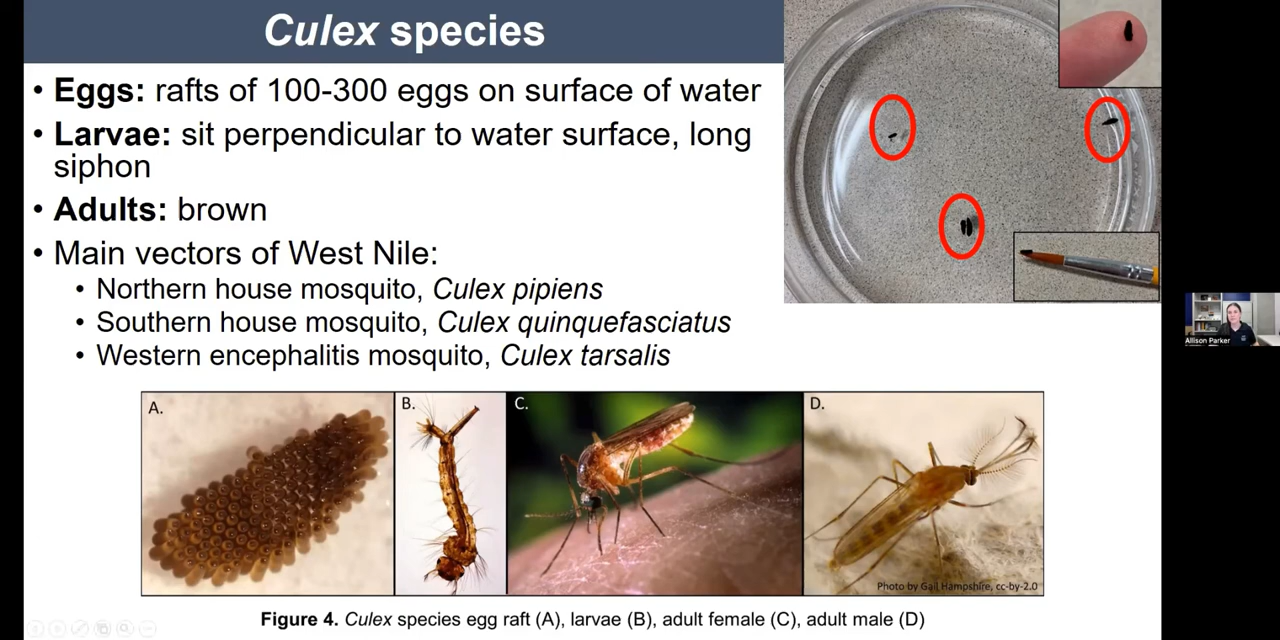 Culex species
• Eggs: rafts of 100-300 eggs on surface of water
• Larvae: sit perpendicular to water surface, long
siphon
• Adults: brown
• Main vectors of West Nile:
• Northern house mosquito, Culex pipiens
• Southern house mosquito, Culex quinquefasciatus
• Western encephalitis mosquito, Culex tarsalis
Allison Parker
A.
B.
C.
D.
Photo by Gail Hampshire, cc-by-2.0
Figure 4. Culex species egg raft (A), larvae (B), adult female (C), adult male (D)